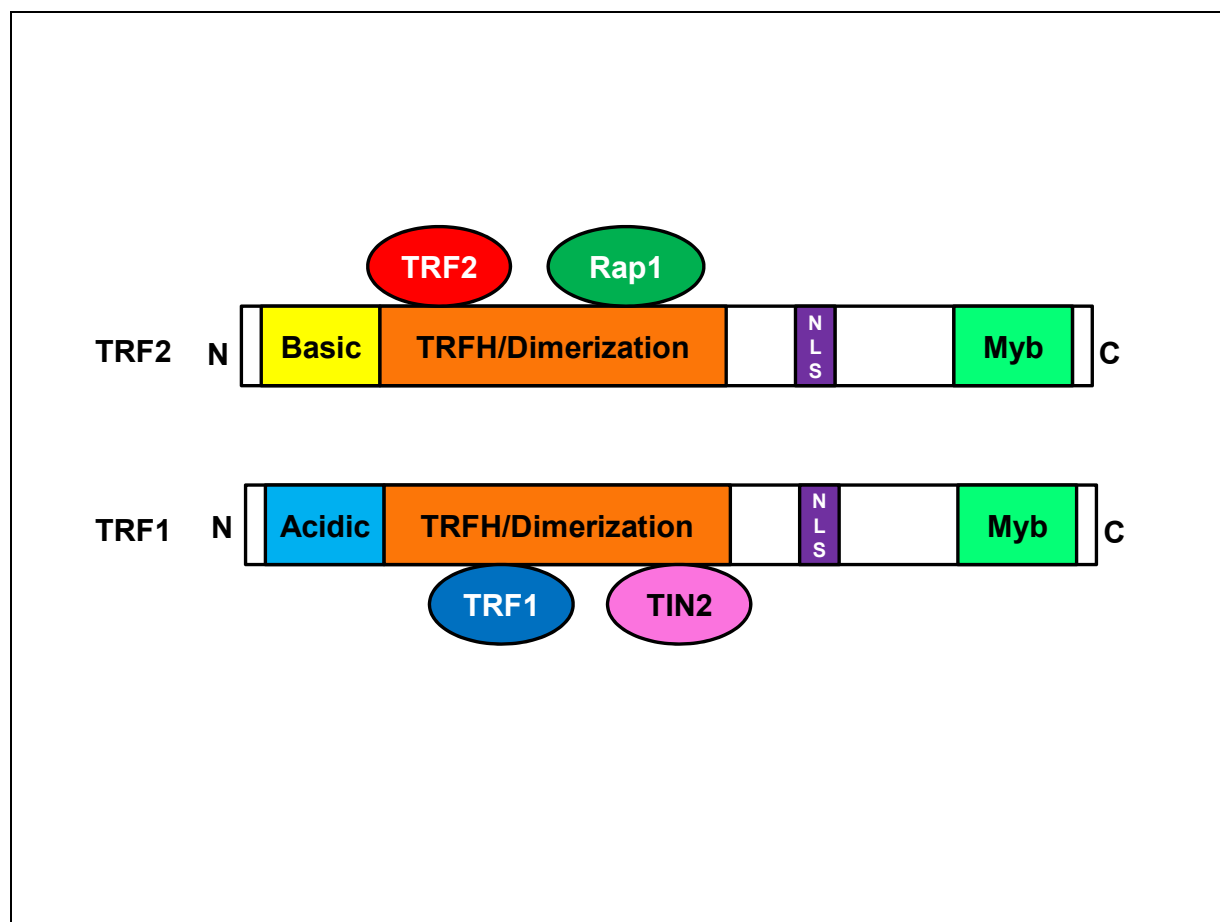 TRF2 Rap1
TRF2 N Basic TRFH/Dimerization N L S Myb C
TRF1 N Acidic TRFH/Dimerization N L S Myb C
TRF1 TIN2